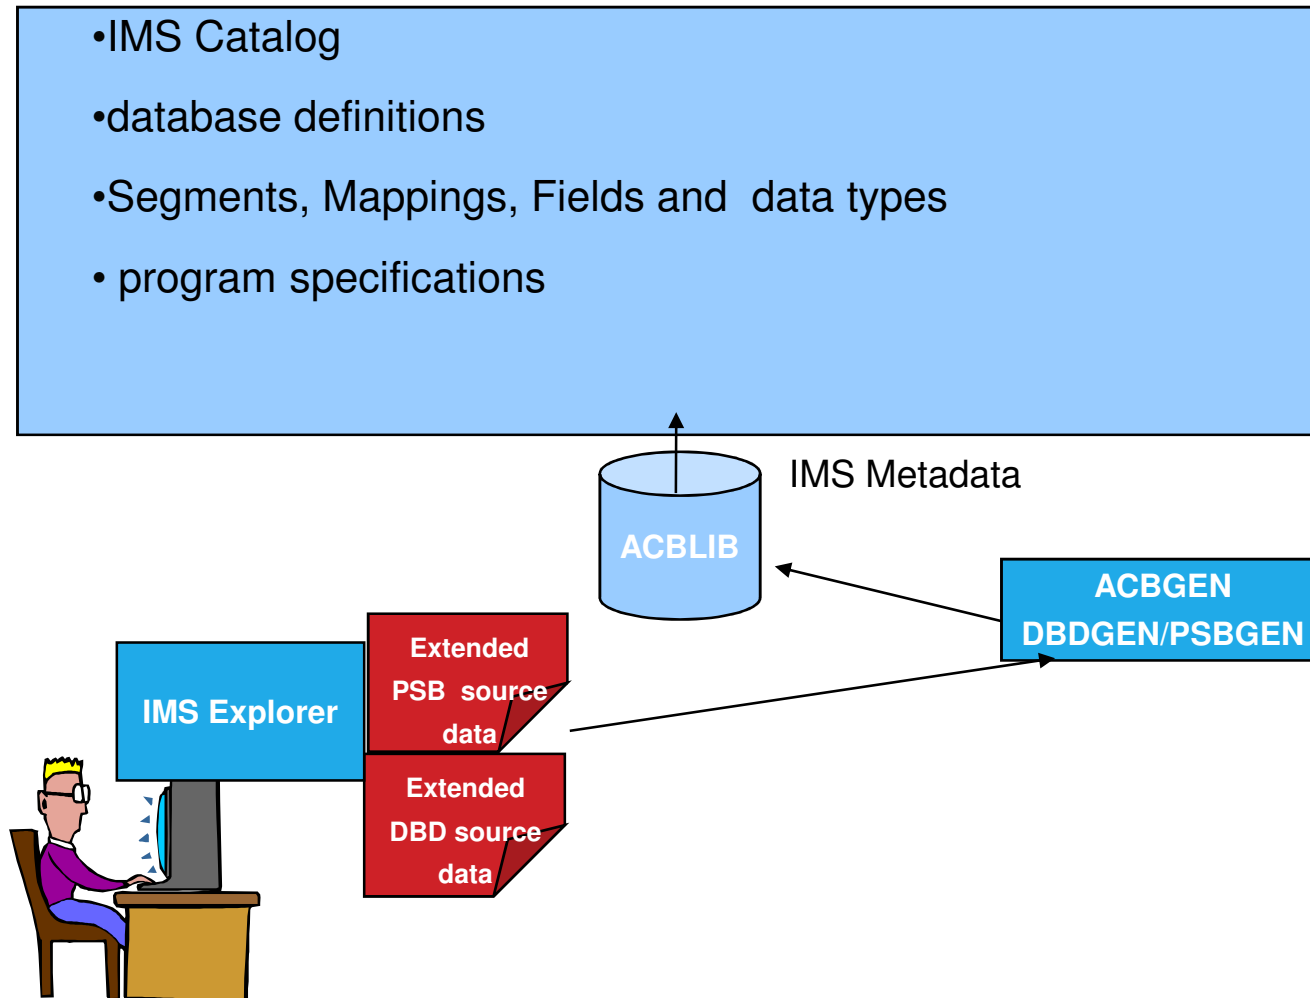 •IMS Catalog
•database definitions
•Segments, Mappings, Fields and data types
• program specifications
IMS Metadata
ACBLIB
ACBGEN
DBDGEN/PSBGEN
IMS Explorer
Extended
PSB source
data
Extended
DBD source
data